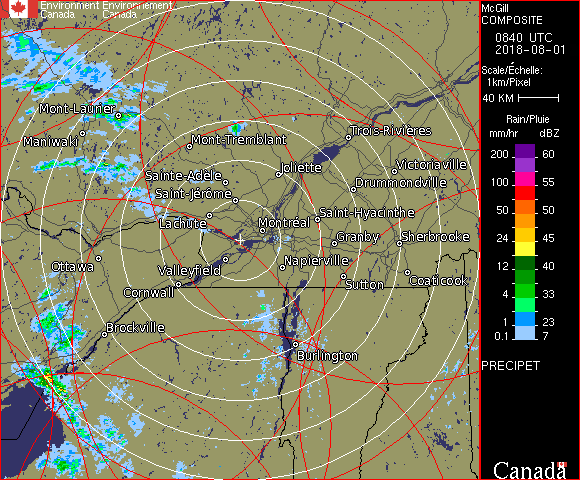 Environment Environnement
Canada Canada
McGill
COMPOSITE
0840 UTC
2018-08-01
Scale/Échelle:
1km/Pixel
40 KM
Rain/Pluie
mm/hr dBZ
200 60
100 55
50 50
24 45
12 40
4 33
1 23
0.1 7
PRECIPET
Canada
Mont-Laurier
Maniwaki
Mont-Tremblant
Trois-Rivières
Sainte-Adèle
Joliette
Victoriaville
Saint-Jérôme
Drummondville
Lachute
Montréal
Saint-Hyacinthe
Granby
Sherbrooke
Ottawa
Valleyfield
Napierville
Cornwall
Sutton
Coaticook
Brockville
Burlington